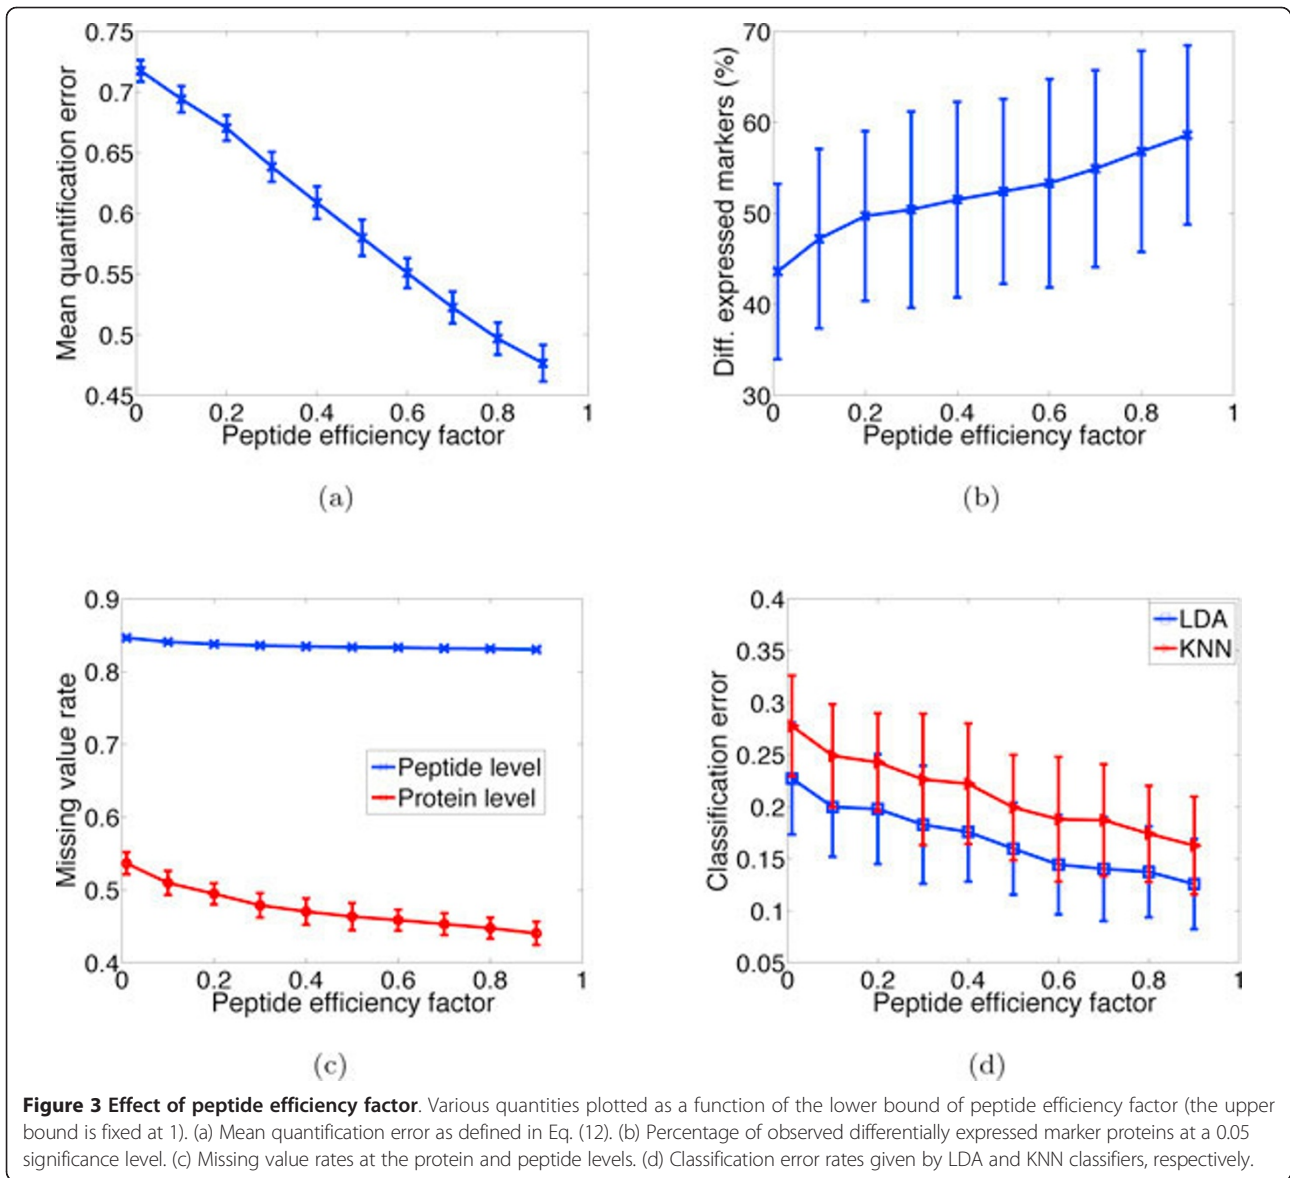 0.75
0.7
0.65
0.6
0.55
0.5
0.45
0
0.2
0.4
0.6
0.8
1
Mean quantification error
Peptide efficiency factor
(a)
70
60
50
40
30
0
0.2
0.4
0.6
0.8
1
Diff. expressed markers (%)
Peptide efficiency factor
(b)
0.9
0.8
0.7
0.6
0.5
0.4
0
0.2
0.4
0.6
0.8
1
Missing value rate
Peptide level
Protein level
Peptide efficiency factor
(c)
0.4
0.35
0.3
0.25
0.2
0.15
0.1
0.05
0
0.2
0.4
0.6
0.8
1
Classification error
LDA
KNN
Peptide efficiency factor
(d)
Figure 3 Effect of peptide efficiency factor. Various quantities plotted as a function of the lower bound of peptide efficiency factor (the upper
bound is fixed at 1). (a) Mean quantification error as defined in Eq. (12). (b) Percentage of observed differentially expressed marker proteins at a 0.05
significance level. (c) Missing value rates at the protein and peptide levels. (d) Classification error rates given by LDA and KNN classifiers, respectively.